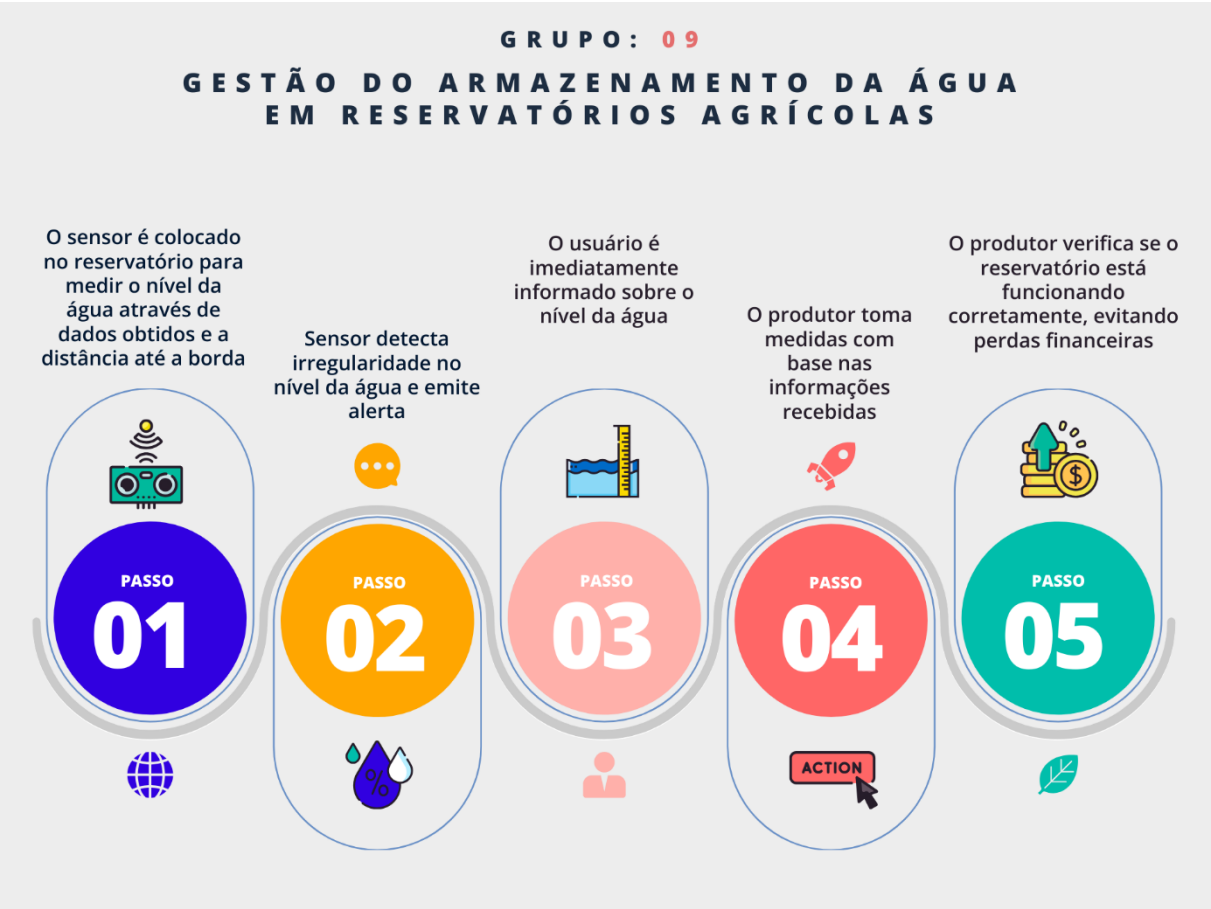 GRUPO: 09
GESTÃO DO ARMAZENAMENTO DA ÁGUA
EM RESERVATÓRIOS AGRÍCOLAS
O sensor é colocado
no reservatório para
medir o nível da
água através de
dados obtidos e a
distância até a borda
Sensor detecta
irregularidade no
nível da água e emite
alerta
O usuário é
imediatamente
informado sobre o
nível da água
O produtor toma
medidas com
base nas
informações
recebidas
O produtor verifica se o
reservatório está
funcionando
corretamente, evitando
perdas financeiras
$
PASSO
01
PASSO
02
PASSO
03
PASSO
04
PASSO
05
%
ACTION